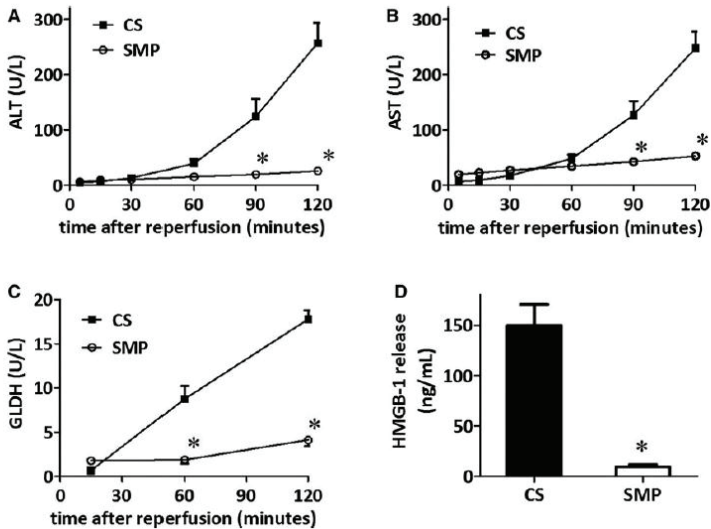 A
300
200
100
0
ALT (U/L)
CS
SMP
*
*
0 30 60 90 120
time after reperfusion (minutes)
B
300
200
100
0
AST (U/L)
CS
SMP
*
*
0 30 60 90 120
time after reperfusion (minutes)
C
20
15
10
5
0
GLDH (U/L)
CS
SMP
*
*
0 30 60 90 120
time after reperfusion (minutes)
D
150
100
50
0
HMGB-1 release
(ng/mL)
*
CS SMP